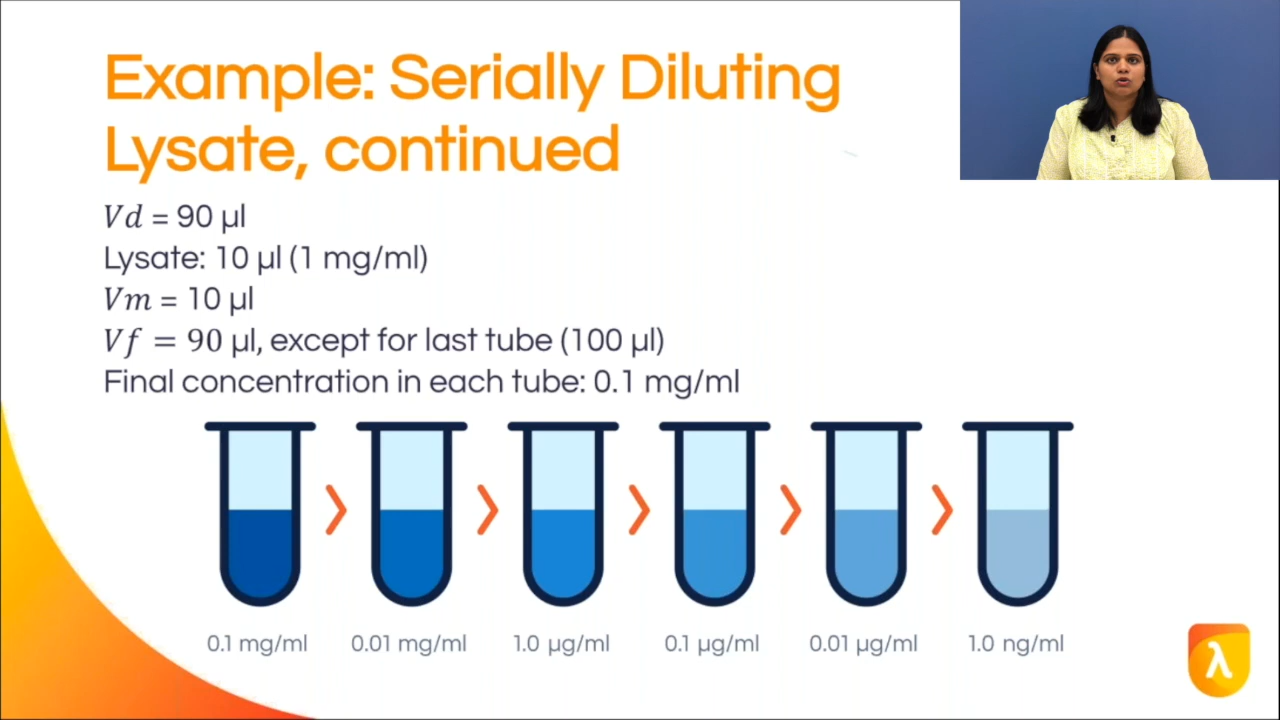 Example: Serially Diluting
Lysate, continued
Vd = 90 µl
Lysate: 10 µl (1 mg/ml)
Vm = 10 µl
Vf = 90 µl, except for last tube (100 µl)
Final concentration in each tube: 0.1 mg/ml
0.1 mg/ml 0.01 mg/ml 1.0 µg/ml 0.1 µg/ml 0.01 µg/ml 1.0 ng/ml
λ